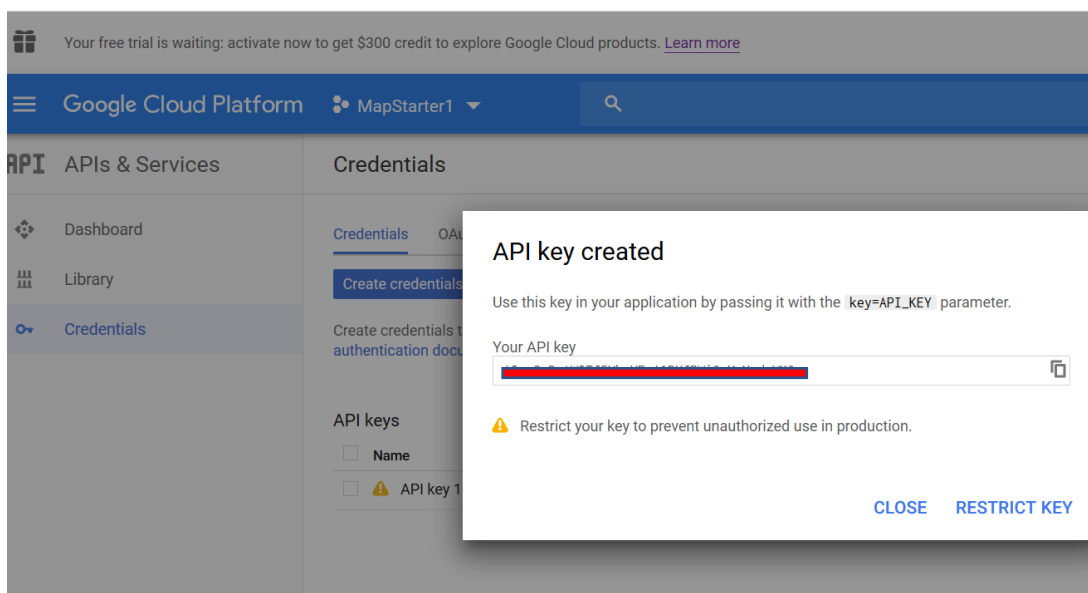 Your free trial is waiting: activate now to get $300 credit to explore Google Cloud products. Learn more
Google Cloud Platform MapStarter1
API APIs & Services
Credentials
Dashboard
Library
Credentials
Credentials
Create credentials
Create credentials
authentication
API keys
Name
API key 1
API key created
Use this key in your application by passing it with the key=API_KEY parameter.
Your API key
Restrict your key to prevent unauthorized use in production.
CLOSE RESTRICT KEY